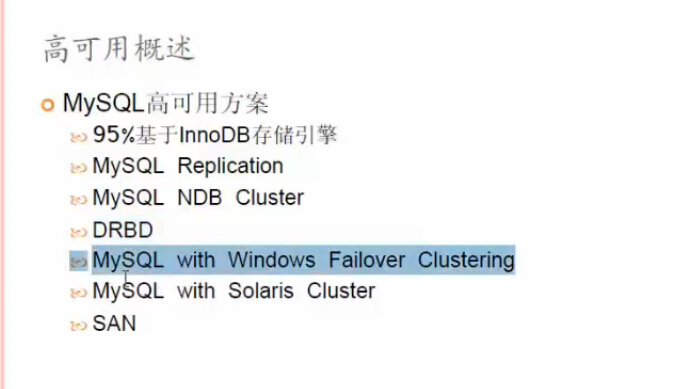 高可用概述
MySQL高可用方案
95%基于InnoDB存储引擎
MySQL Replication
MySQL NDB Cluster
DRBD
MySQL with Windows Failover Clustering
MySQL with Solaris Cluster
SAN